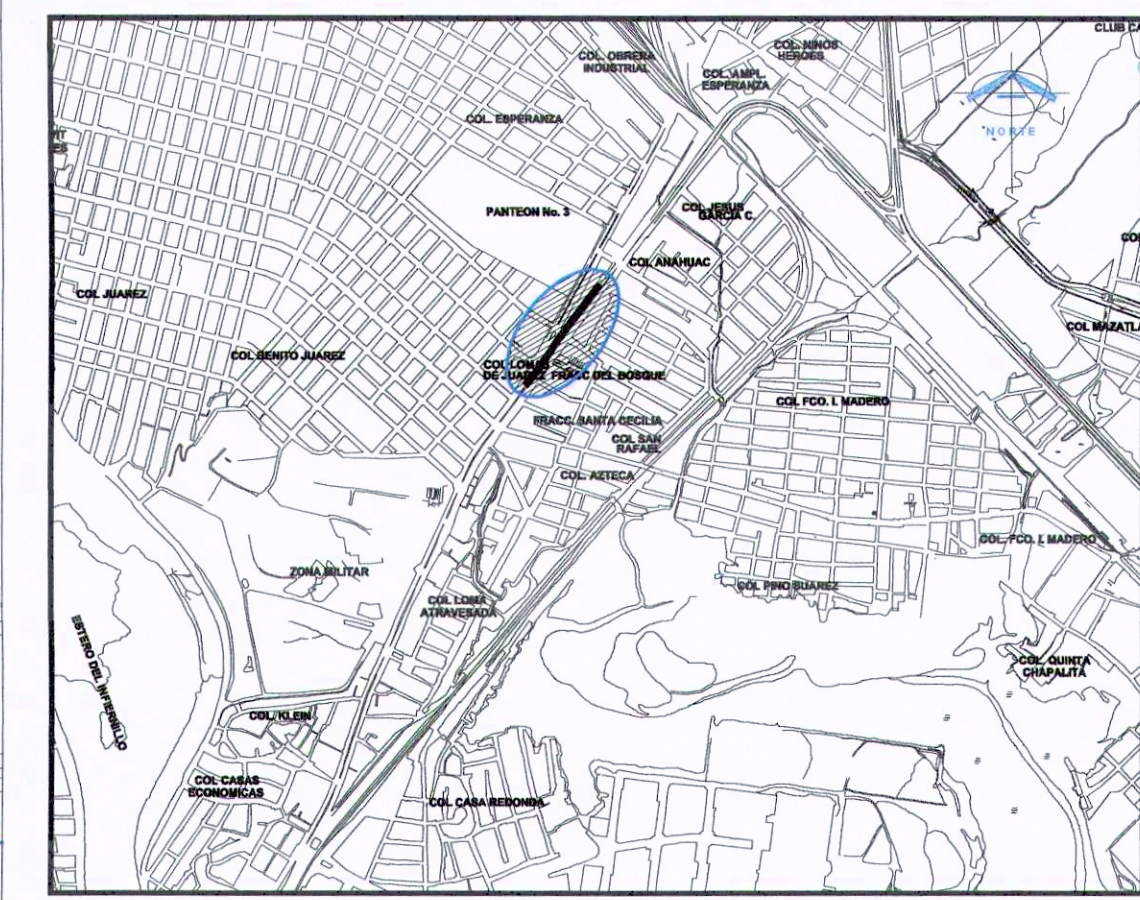 CLUB CA
COL. OBRERA
INDUSTRIAL
COL. NIÑOS
HEROES
COL. AMPL.
ESPERANZA
COL. ESPERANZA
NORTE
PANTEON No. 3
COL JESUS
GARCIA C.
COL ANAHUAC
COL JUAREZ
COL MAZATLA
COL BENITO JUAREZ
COL LOMAS
DE JUAREZ
FRACC DEL BOSQUE
COL FCO. I. MADERO
FRACC. SANTA CECILIA
COL SAN
RAFAEL
COL. AZTECA
COL. FCO. I. MADERO
ZONA MILITAR
COL PINO SUAREZ
COL LOMA
ATRAVESADA
ESTERO DEL INFIERNILLO
COL. QUINTA
CHAPALITA
COL. KLEIN
COL CASAS
ECONOMICAS
COL CASA REDONDA